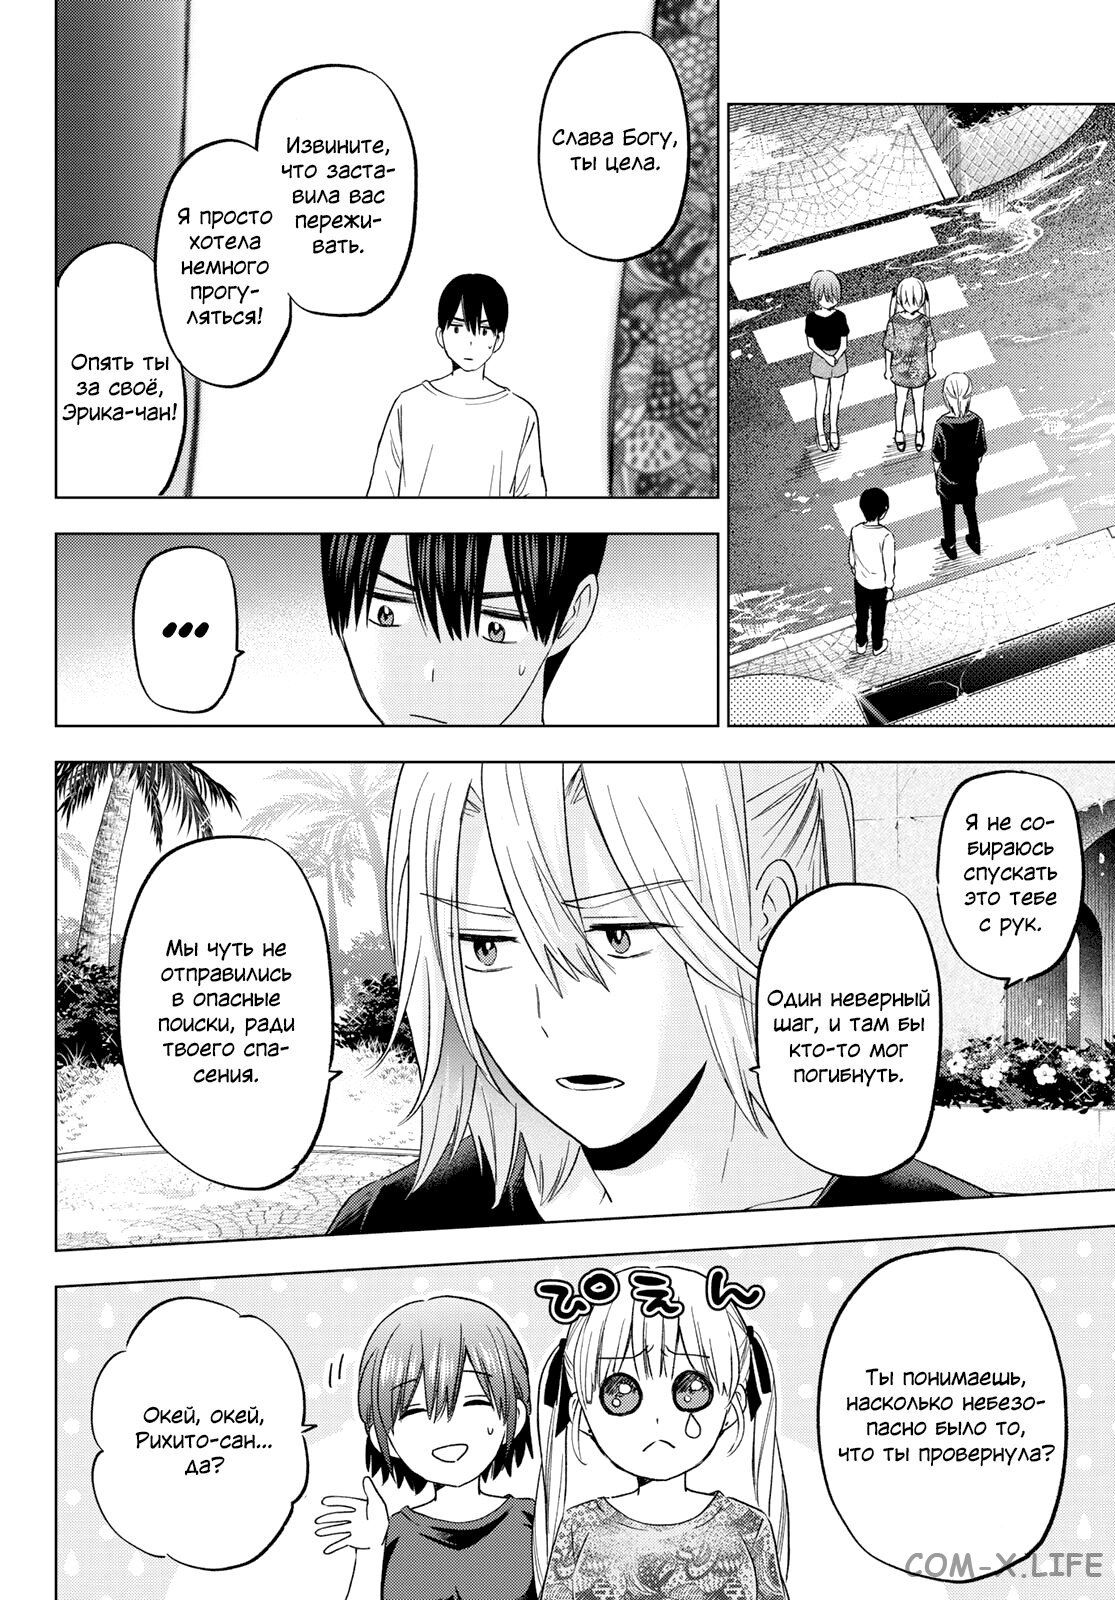 Слава Богу,
ты цела.
Извините,
что заста-
вила вас
пережи-
вать.
Я просто
хотела
немного
прогу-
ляться!
Опять ты
за своё,
Эрика-чан!
...
Я не со-
бираюсь
спускать
это тебе
с рук.
Один неверный
шаг, и там бы
кто-то мог
погибнуть.
Мы чуть не
отправились
в опасные
поиски, ради
твоего спа-
сения.
Ты понимаешь,
насколько небезо-
пасно было то,
что ты провернула?
ぴえん
Окей, окей,
Рихито-сан...
да?
COM-X.LIFE